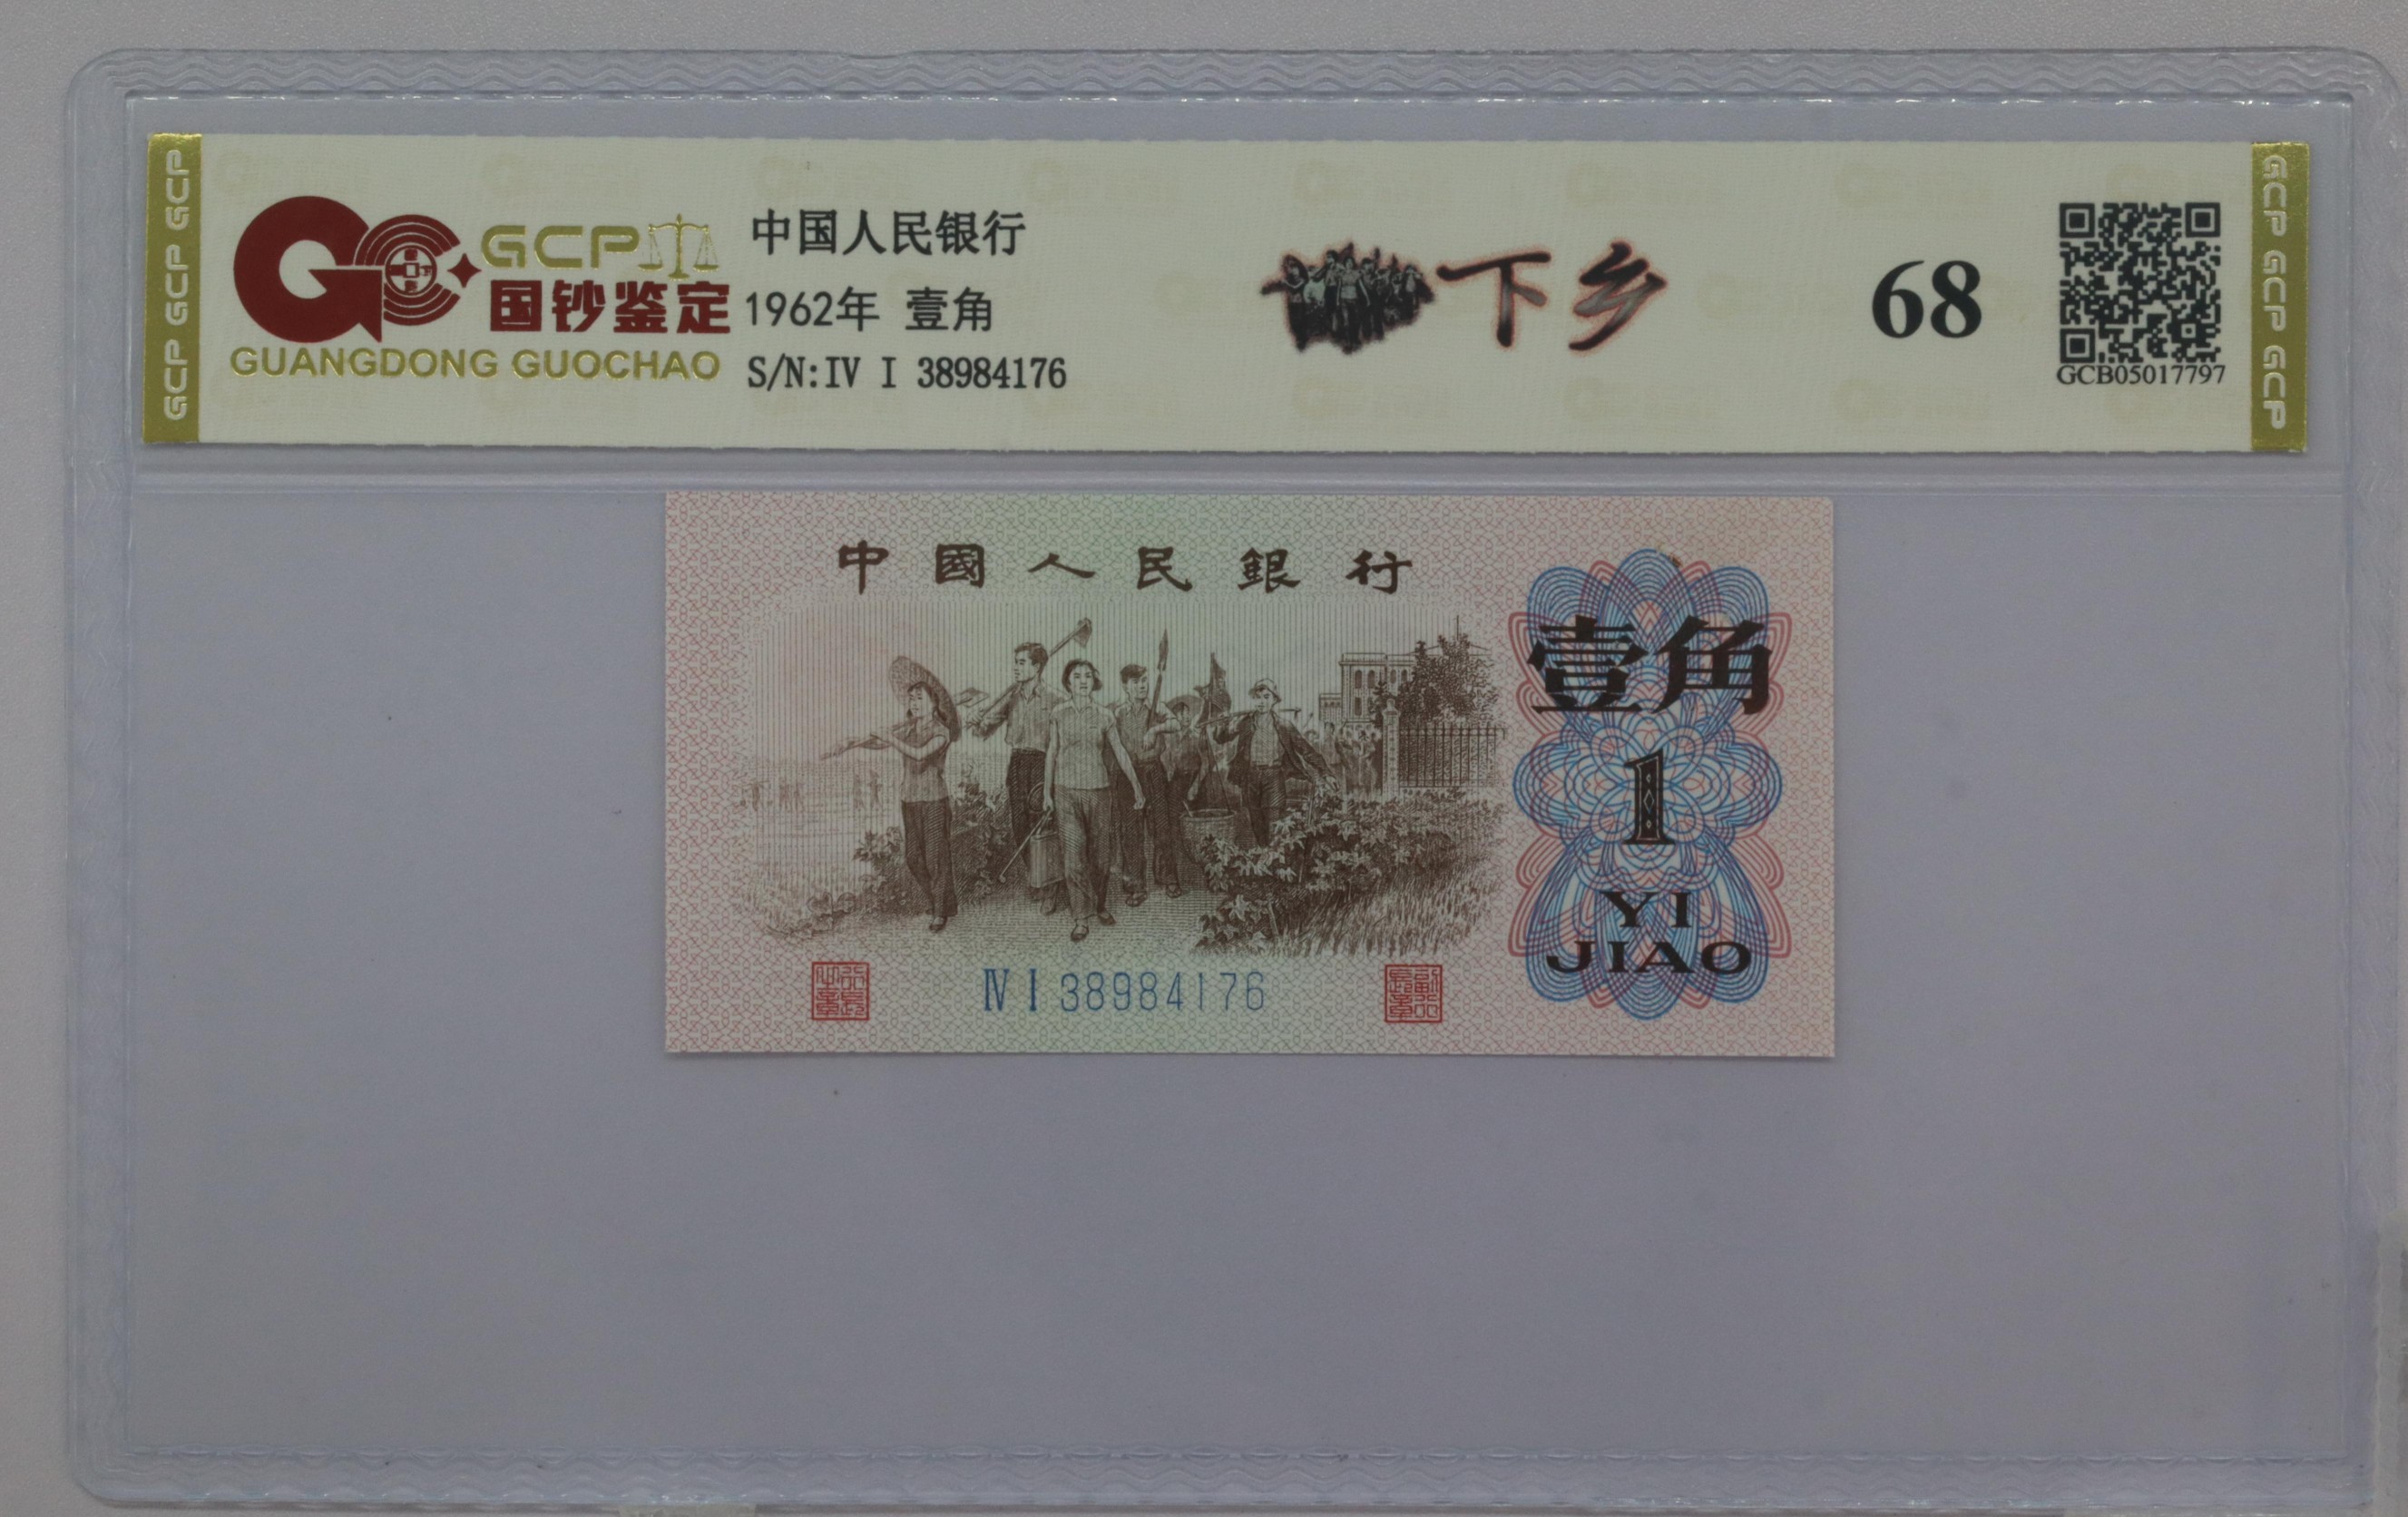 GCP GCP GCP
GCP
国钞鉴定
GUANGDONG GUOCHAO
中国人民银行
1962年 壹角
S/N:IV I 38984176
下乡
68
GCB05017797
GCP GCP GCP
中國人民銀行
壹角
1
YI
JIAO
Ⅳ Ⅰ 38984176